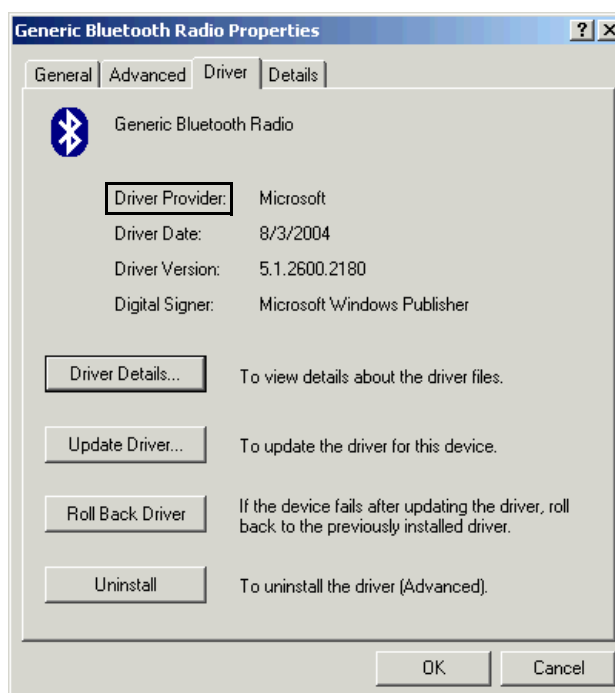 Generic Bluetooth Radio Properties
General Advanced Driver Details
Generic Bluetooth Radio
Driver Provider: Microsoft
Driver Date: 8/3/2004
Driver Version: 5.1.2600.2180
Digital Signer: Microsoft Windows Publisher
Driver Details... To view details about the driver files.
Update Driver... To update the driver for this device.
Roll Back Driver If the device fails after updating the driver, roll
back to the previously installed driver.
Uninstall To uninstall the driver (Advanced).
OK Cancel